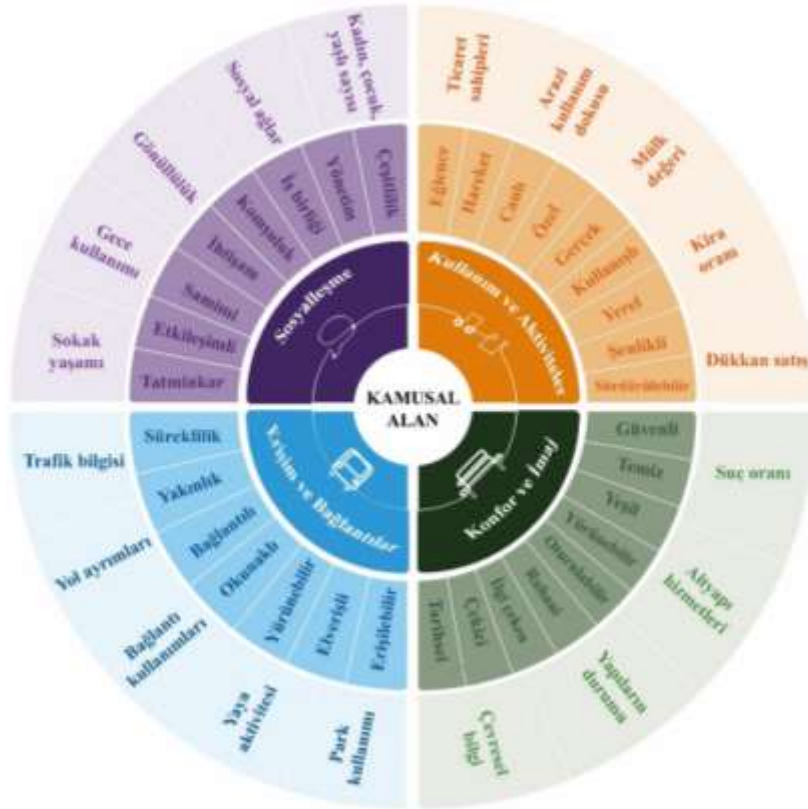 KAMUSAL
ALAN
Sosyalleşme
Çeşitlilik
Yönetim
İş birliği
Komşuluk
İhtişam
Samimi
Etkileşimli
Tatminkar
Kadın, çocuk,
yaşlı sayısı
Sosyal ağlar
Gönüllülük
Gece
kullanımı
Sokak
yaşamı
Kullanım ve Aktiviteler
Eğlence
Hareket
Canlı
Özel
Gerçek
Kullanışlı
Yerel
Şenlikli
Sürdürülebilir
Ticaret
sahipleri
Arazi
kullanım
dokusu
Mülk
değeri
Kira
oranı
Dükkan satış
Konfor ve İmaj
Güvenli
Temiz
Yeşil
Yürünebilir
Oturulabilir
Ruhani
İlgi çeken
Çekici
Tarihsel
Suç oranı
Altyapı
hizmetleri
Yapıların
durumu
Çevresel
bilgi
Erişim ve Bağlantılar
Süreklilik
Yakınlık
Bağlantılı
Okunaklı
Yürünebilir
Elverişli
Erişilebilir
Trafik bilgisi
Yol ayrımları
Bağlantı
kullanımları
Yaya
aktivitesi
Park
kullanımı